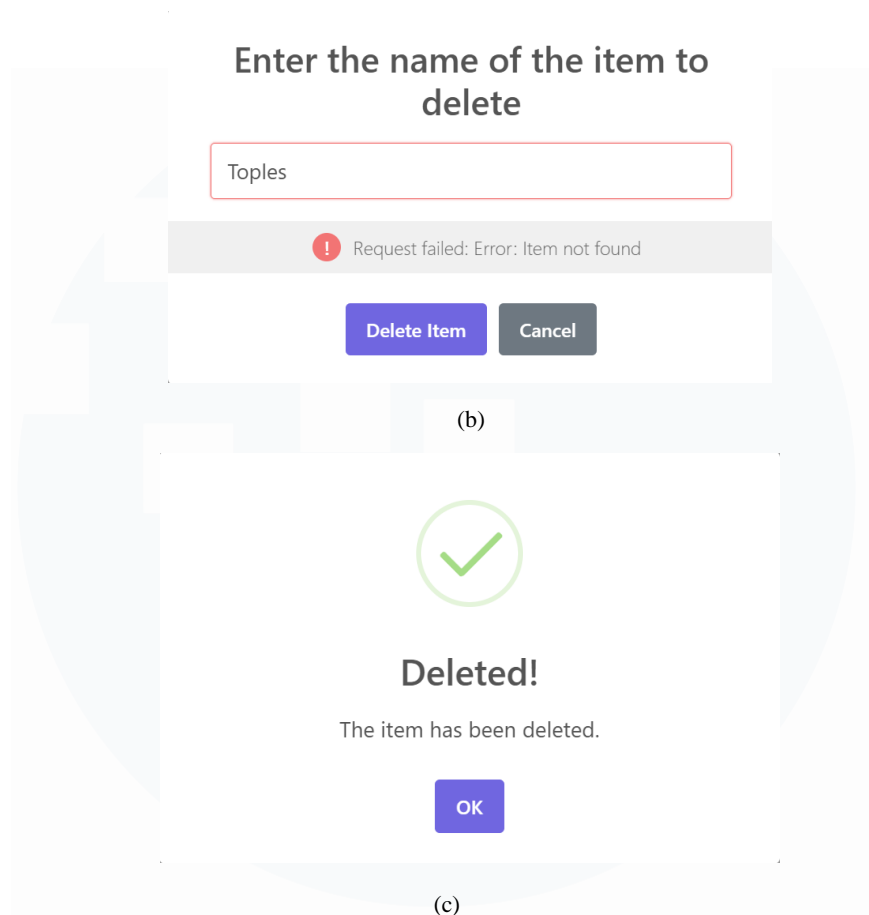 Enter the name of the item to
delete
Toples
! Request failed: Error: Item not found
Delete Item Cancel
(b)
Deleted!
The item has been deleted.
OK
(c)